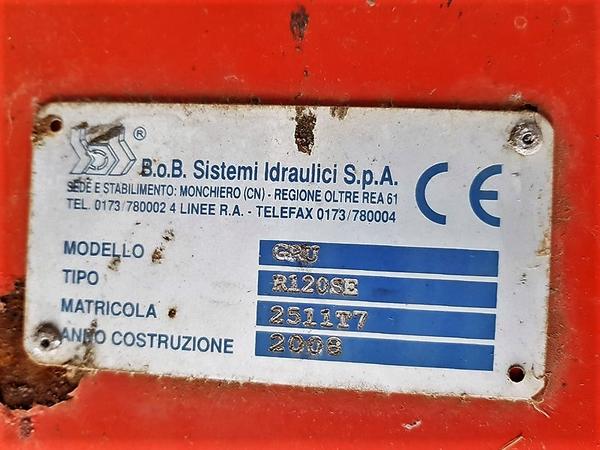 ®
B.o.B. Sistemi Idraulici S.p.A.
SEDE E STABILIMENTO: MONCHIERO (CN) - REGIONE OLTRE REA 61
TEL. 0173/780002 4 LINEE R.A. - TELEFAX 0173/780004
CE
MODELLO GRU
TIPO R120SE
MATRICOLA 2511T7
ANNO COSTRUZIONE 2008